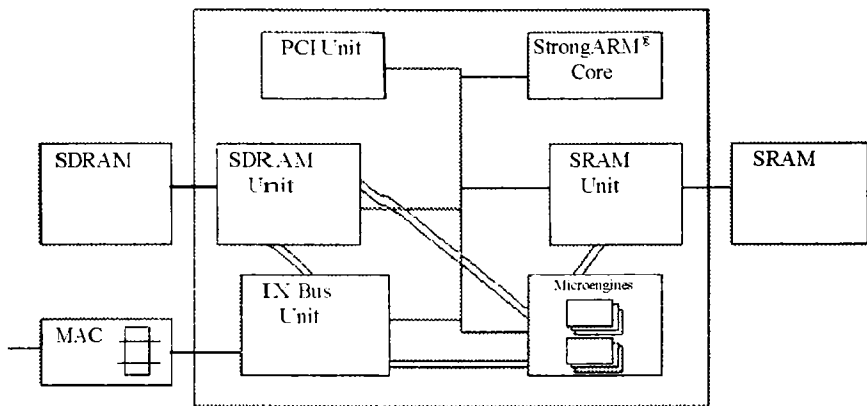 PCI Unit
StrongARM®
Core
SDRAM
SDRAM
Unit
SRAM
Unit
SRAM
IX Bus
Unit
Microengines
MAC